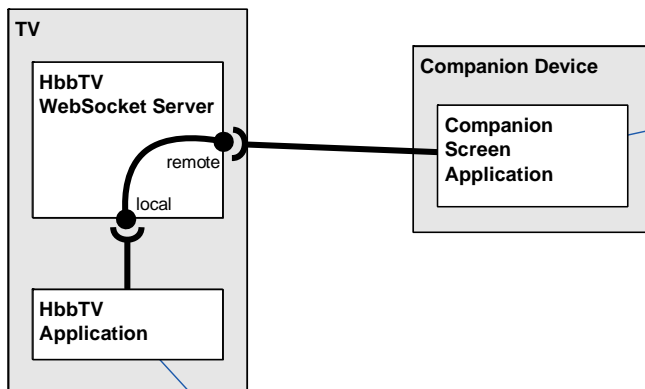 TV
HbbTV
WebSocket Server
remote
local
HbbTV
Application
Companion Device
Companion
Screen
Application